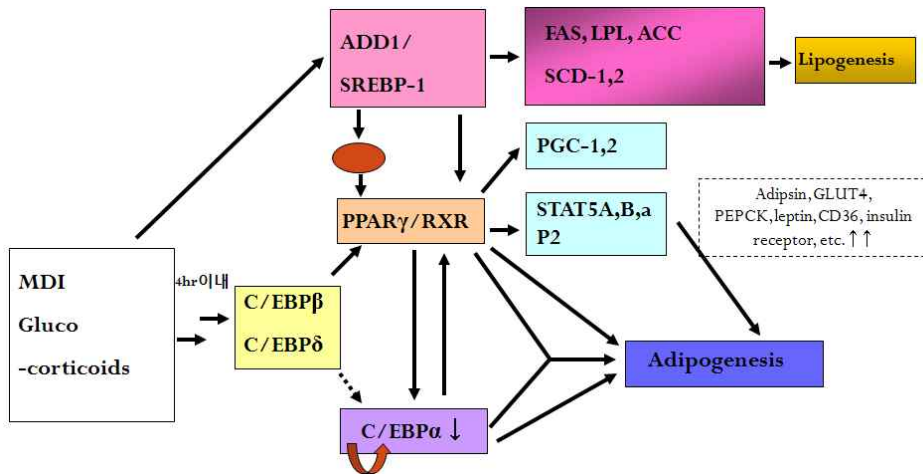 ADD1/
SREBP-1
FAS, LPL, ACC
SCD-1,2
Lipogenesis
PGC-1,2
PPARγ/RXR
STAT5A,B,a
P2
Adipsin, GLUT4,
PEPCK, leptin, CD36, insulin
receptor, etc. ↑ ↑
MDI
Gluco
-corticoids
4hr이내
C/EBPβ
C/EBPδ
Adipogenesis
C/EBPα ↓